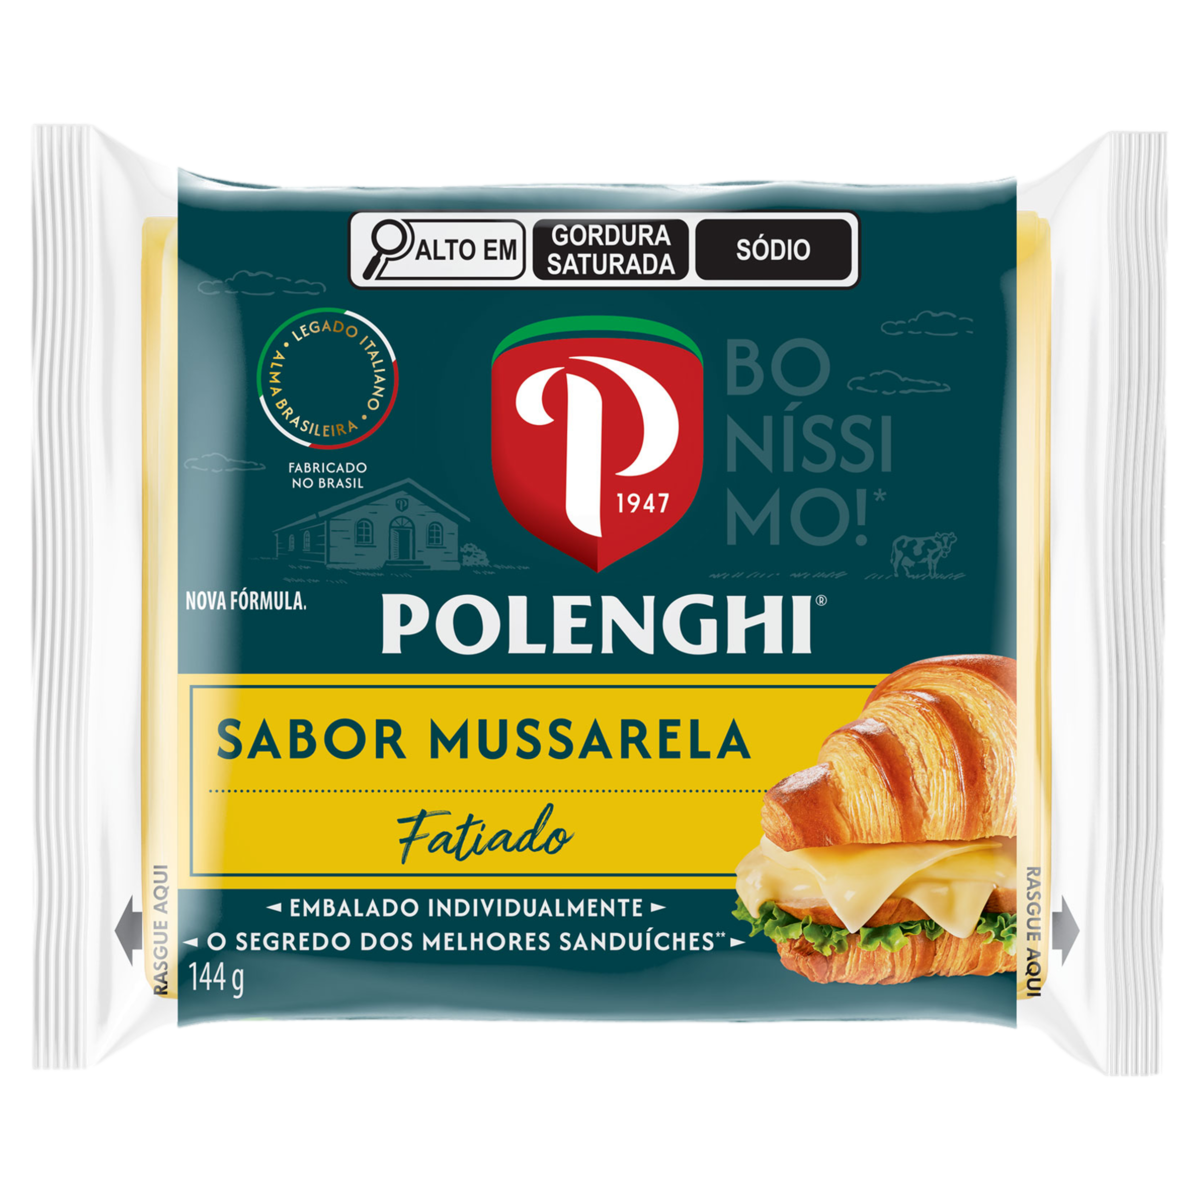 ALTO EM
GORDURA
SATURADA
SÓDIO
LEGADO ITALIANO •
ALMA BRASILEIRA •
FABRICADO
NO BRASIL
P
1947
BO
NÍSSI
MO!*
NOVA FÓRMULA.
POLENGHI®
SABOR MUSSARELA
Fatiado
EMBALADO INDIVIDUALMENTE
O SEGREDO DOS MELHORES SANDUÍCHES**
144 g
RASGUE AQUI
RASGUE AQUI